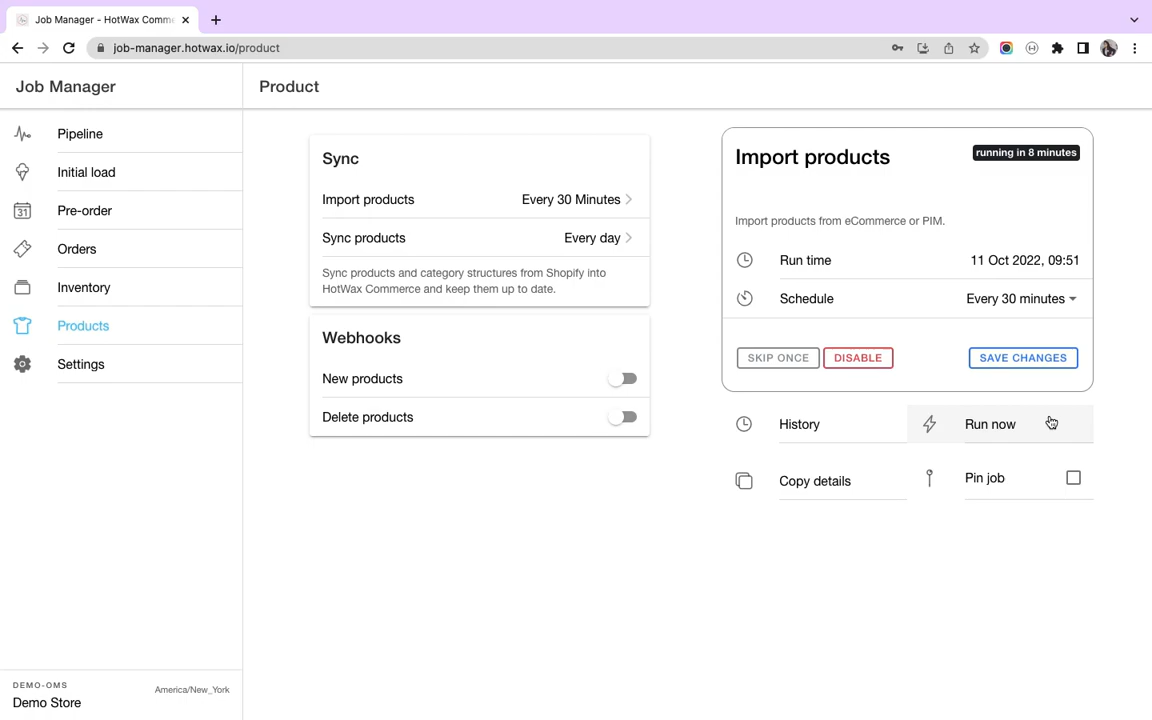 Job Manager - HotWax Comme
job-manager.hotwax.io/product
Job Manager
Product
Pipeline
Initial load
31
Pre-order
Orders
Inventory
Products
Settings
DEMO-OMS
Demo Store
America/New_York
Sync
Import products Every 30 Minutes
Sync products Every day
Sync products and category structures from Shopify into
HotWax Commerce and keep them up to date.
Webhooks
New products
Delete products
Import products
running in 8 minutes
Import products from eCommerce or PIM.
Run time 11 Oct 2022, 09:51
Schedule Every 30 minutes
SKIP ONCE DISABLE SAVE CHANGES
History Run now
Copy details Pin job